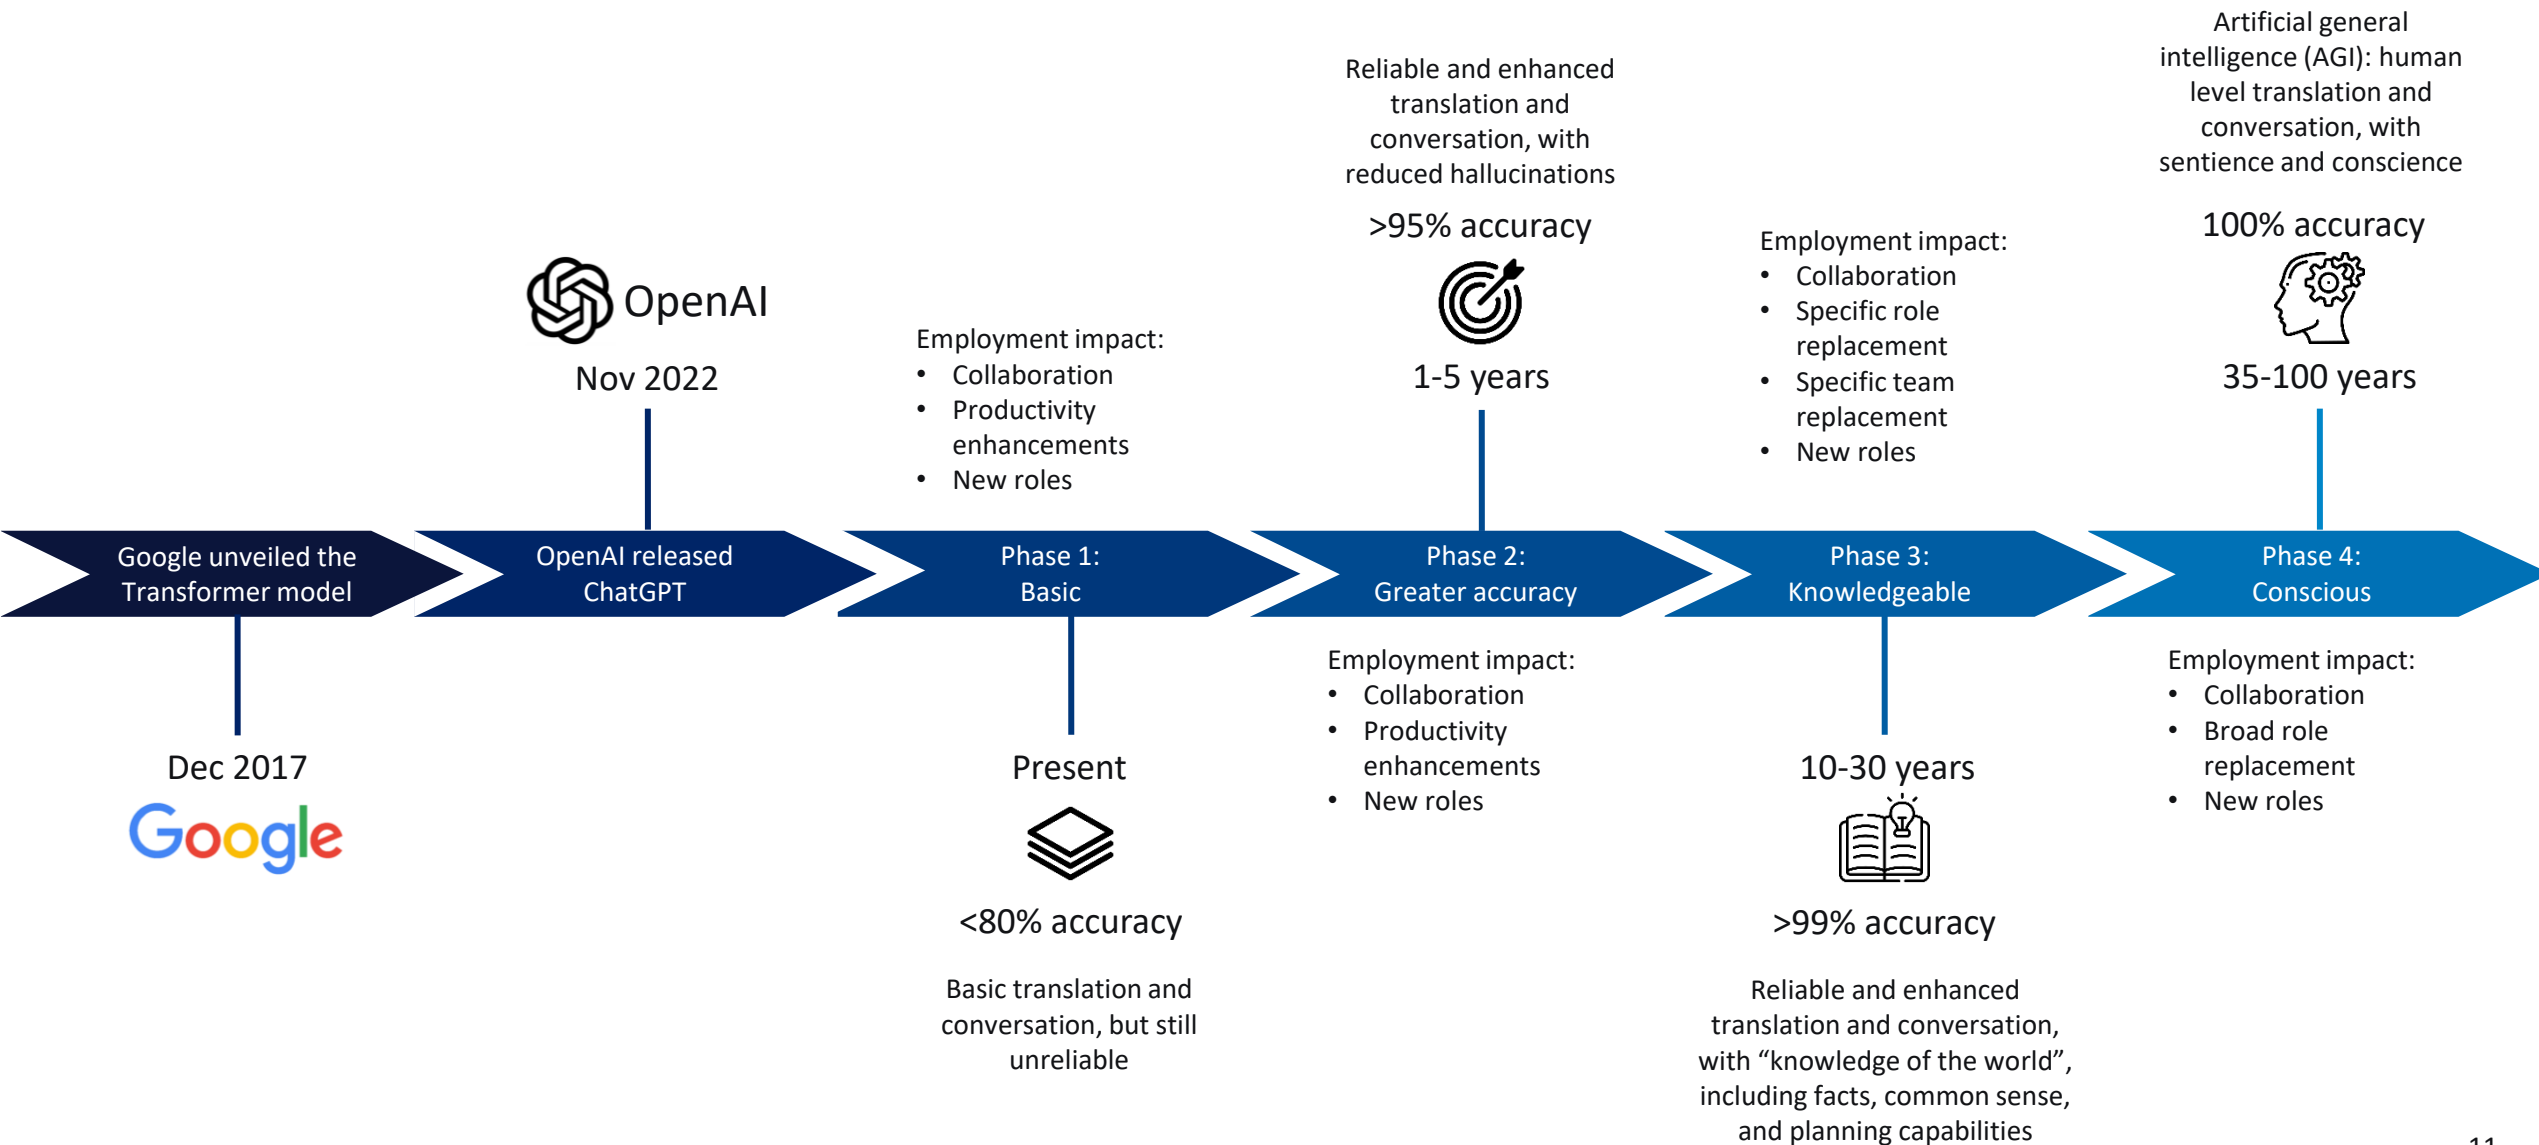 Google unveiled the
Transformer model
Dec 2017
Google
OpenAI
Nov 2022
OpenAI released
ChatGPT
Employment impact:
• Collaboration
• Productivity
enhancements
• New roles
Phase 1:
Basic
Present
<80% accuracy
Basic translation and
conversation, but still
unreliable
Reliable and enhanced
translation and
conversation, with
reduced hallucinations
>95% accuracy
1-5 years
Phase 2:
Greater accuracy
Employment impact:
• Collaboration
• Productivity
enhancements
• New roles
Employment impact:
• Collaboration
• Specific role
replacement
• Specific team
replacement
• New roles
Phase 3:
Knowledgeable
10-30 years
>99% accuracy
Reliable and enhanced
translation and conversation,
with “knowledge of the world”,
including facts, common sense,
and planning capabilities
Artificial general
intelligence (AGI): human
level translation and
conversation, with
sentience and conscience
100% accuracy
35-100 years
Phase 4:
Conscious
Employment impact:
• Collaboration
• Broad role
replacement
• New roles
11